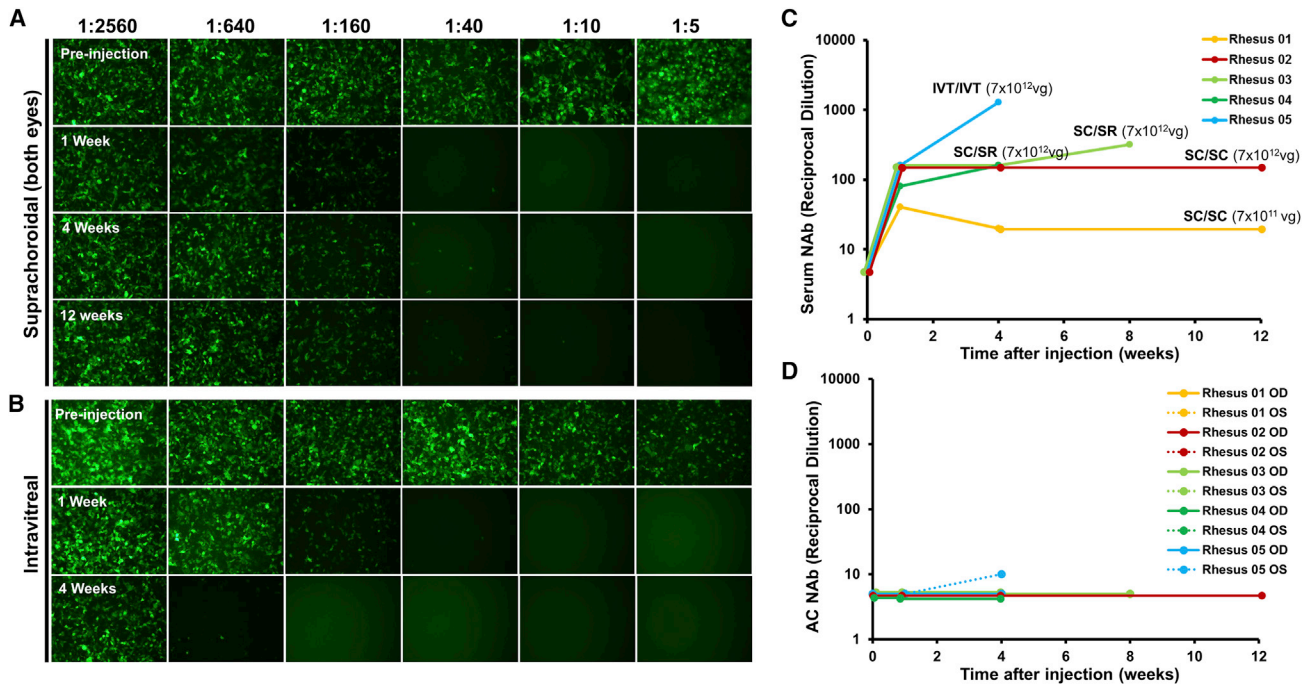 A
1:2560 1:640 1:160 1:40 1:10 1:5
Suprachoroidal (both eyes)
Pre-injection
1 Week
4 Weeks
12 weeks
B
Intravitreal
Pre-injection
1 Week
4 Weeks
C
Serum NAb (Reciprocal Dilution)
10000
1000
100
10
1
0 2 4 6 8 10 12
Time after injection (weeks)
IVT/IVT (7x10¹²vg)
SC/SR (7x10¹²vg)
SC/SR (7x10¹²vg)
SC/SC (7x10¹²vg)
SC/SC (7x10¹¹ vg)
Rhesus 01
Rhesus 02
Rhesus 03
Rhesus 04
Rhesus 05
D
AC NAb (Reciprocal Dilution)
10000
1000
100
10
1
0 2 4 6 8 10 12
Time after injection (weeks)
Rhesus 01 OD
Rhesus 01 OS
Rhesus 02 OD
Rhesus 02 OS
Rhesus 03 OD
Rhesus 03 OS
Rhesus 04 OD
Rhesus 04 OS
Rhesus 05 OD
Rhesus 05 OS